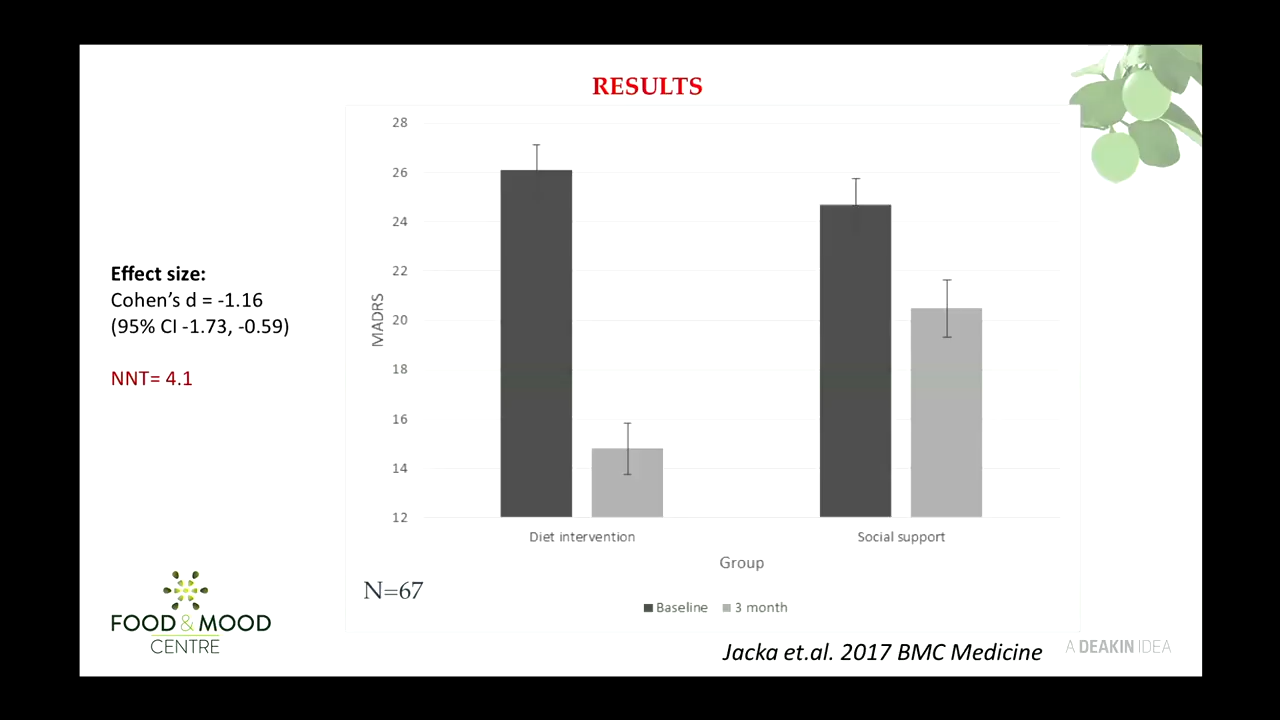 RESULTS
Effect size:
Cohen's d = -1.16
(95% CI -1.73, -0.59)
NNT= 4.1
MADRS
28
26
24
22
20
18
16
14
12
Diet intervention
Social support
Group
Baseline
3 month
N=67
FOOD & MOOD
CENTRE
Jacka et.al. 2017 BMC Medicine
A DEAKIN IDEA